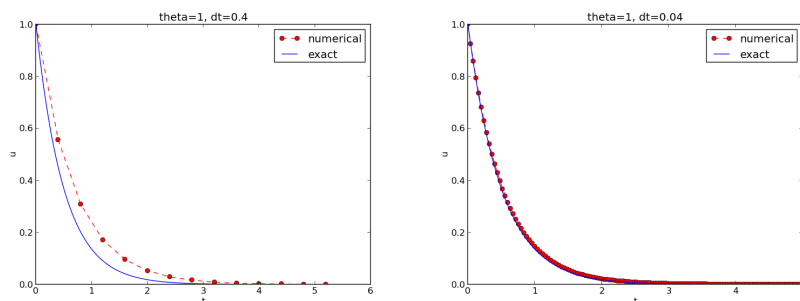 theta=1, dt=0.4
numerical
exact
u
1.0
0.8
0.6
0.4
0.2
0.0
0 1 2 3 4 5 6
t
theta=1, dt=0.04
numerical
exact
u
1.0
0.8
0.6
0.4
0.2
0.0
0 1 2 3 4
t